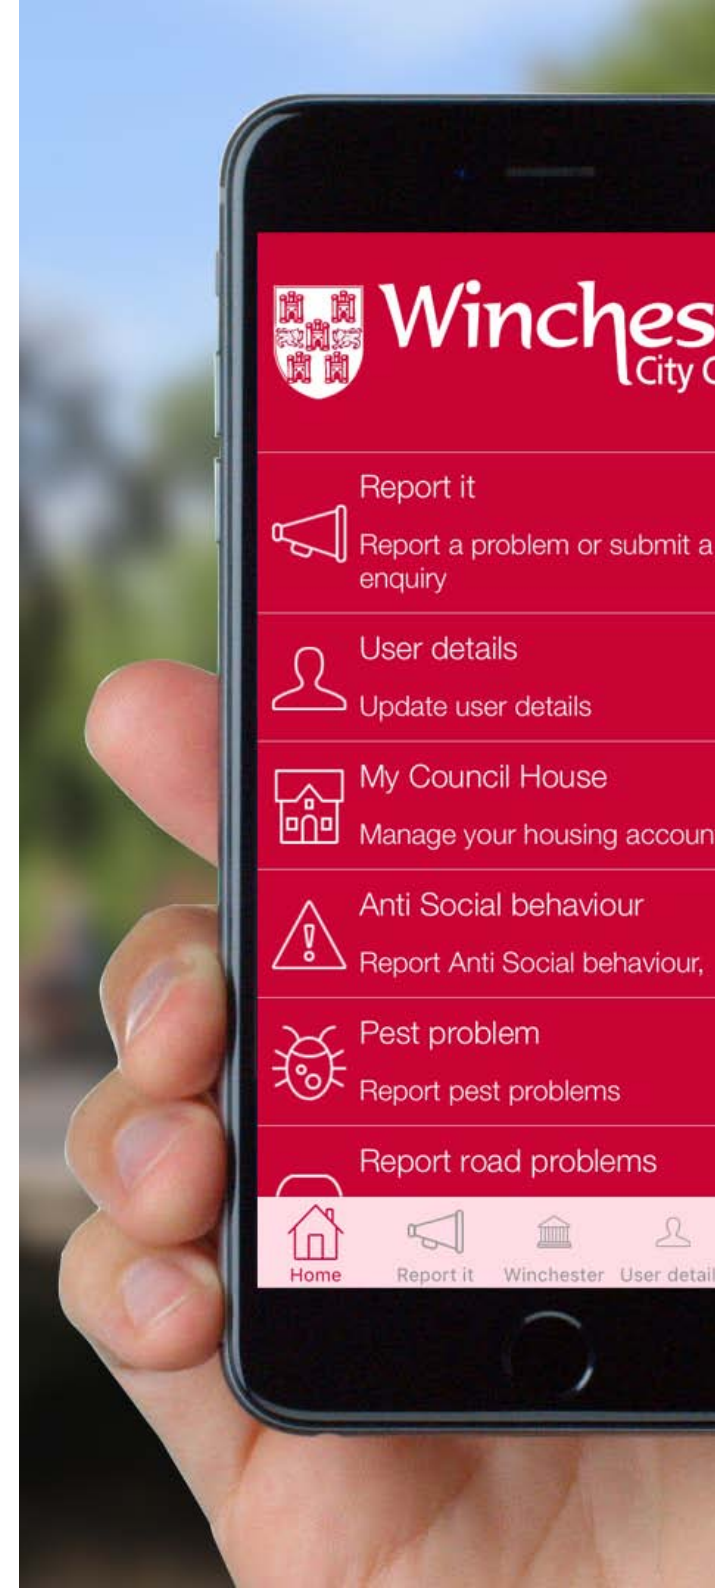 Winches
City C
Report it
Report a problem or submit a
enquiry
User details
Update user details
My Council House
Manage your housing accoun
Anti Social behaviour
Report Anti Social behaviour,
Pest problem
Report pest problems
Report road problems
Home Report it Winchester User detail